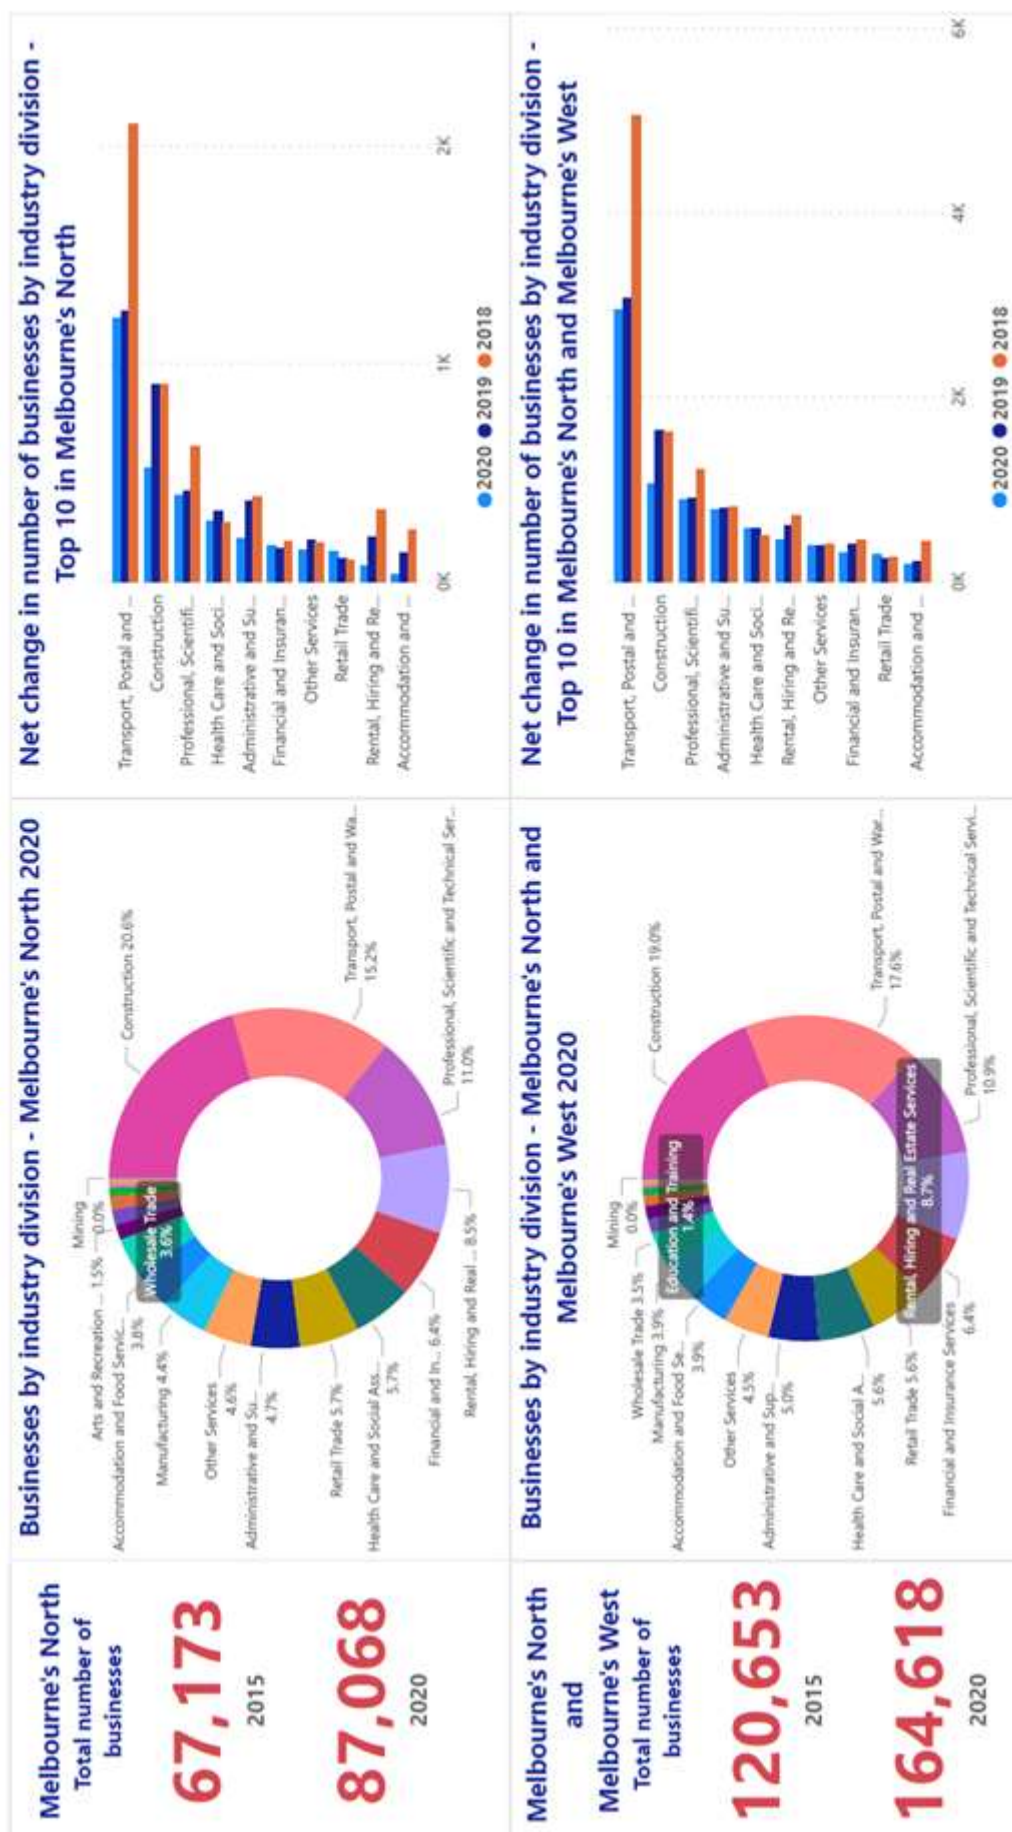 Melbourne's North
Total number of
businesses
67,173
2015
87,068
2020
Businesses by industry division - Melbourne's North 2020
Mining
0.0%
Arts and Recreation ... 1.5%
Accommodation and Food Servic...
3.8%
Wholesale Trade
3.6%
Manufacturing 4.4%
Other Services
4.6%
Administrative and Su...
4.7%
Retail Trade 5.7%
Health Care and Social Ass...
5.7%
Financial and In... 6.4%
Rental, Hiring and Real ... 8.5%
Construction 20.6%
Transport, Postal and Wa...
15.2%
Professional, Scientific and Technical Ser...
11.0%
Net change in number of businesses by industry division -
Top 10 in Melbourne's North
Transport, Postal and ...
Construction
Professional, Scientifi...
Health Care and Soci...
Administrative and Su...
Financial and Insuran...
Other Services
Retail Trade
Rental, Hiring and Re...
Accommodation and ...
0K 1K 2K
2020 2019 2018
Melbourne's North
and
Melbourne's West
Total number of
businesses
120,653
2015
164,618
2020
Businesses by industry division - Melbourne's North and
Melbourne's West 2020
Mining
0.0%
Wholesale Trade 3.5%
Manufacturing 3.9%
Education and Training
1.4%
Accommodation and Food Se...
3.9%
Other Services
4.5%
Administrative and Sup...
5.0%
Health Care and Social A...
5.6%
Retail Trade 5.6%
Financial and Insurance Services
6.4%
Rental, Hiring and Real Estate Services
8.7%
Construction 19.0%
Transport, Postal and War...
17.6%
Professional, Scientific and Technical Servi...
10.9%
Net change in number of businesses by industry division -
Top 10 in Melbourne's North and Melbourne's West
Transport, Postal and ...
Construction
Professional, Scientifi...
Administrative and Su...
Health Care and Soci...
Rental, Hiring and Re...
Other Services
Financial and Insuran...
Retail Trade
Accommodation and ...
0K 2K 4K 6K
2020 2019 2018